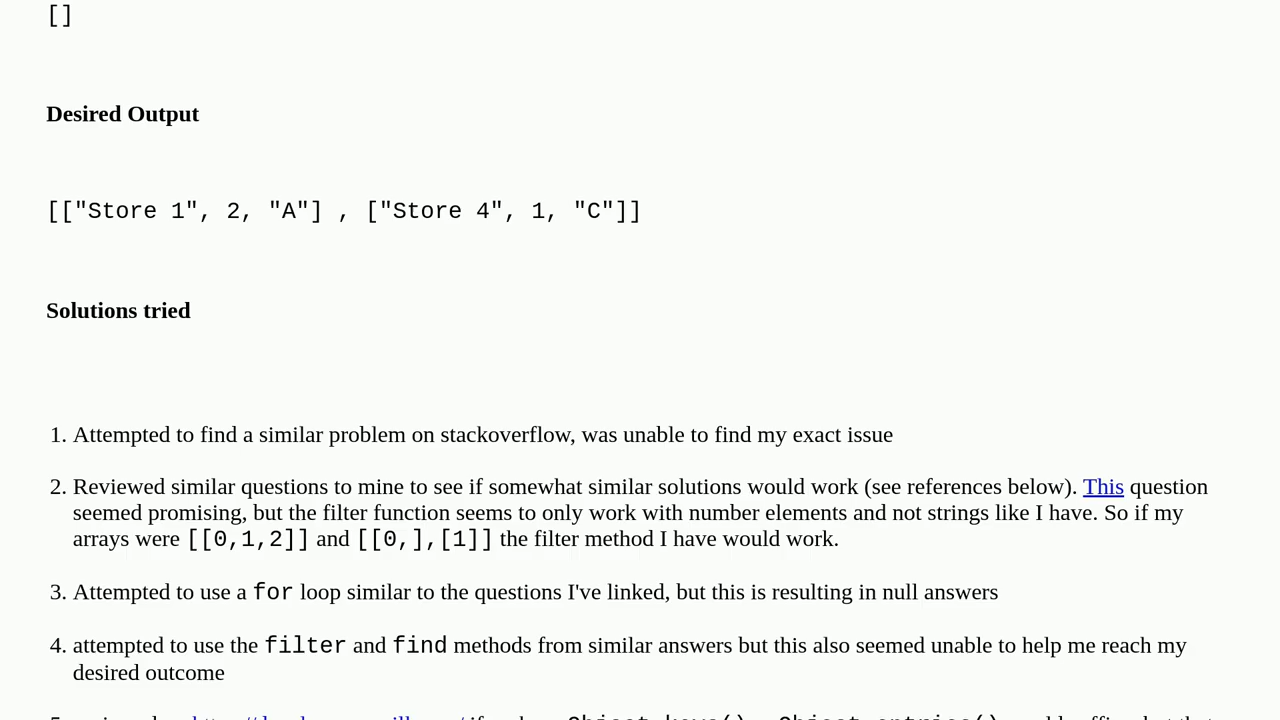 []
Desired Output
[["Store 1", 2, "A"] , ["Store 4", 1, "C"]]
Solutions tried
1. Attempted to find a similar problem on stackoverflow, was unable to find my exact issue
2. Reviewed similar questions to mine to see if somewhat similar solutions would work (see references below). This question
seemed promising, but the filter function seems to only work with number elements and not strings like I have. So if my
arrays were [[0,1,2]] and [[0,],[1]] the filter method I have would work.
3. Attempted to use a for loop similar to the questions I've linked, but this is resulting in null answers
4. attempted to use the filter and find methods from similar answers but this also seemed unable to help me reach my
desired outcome